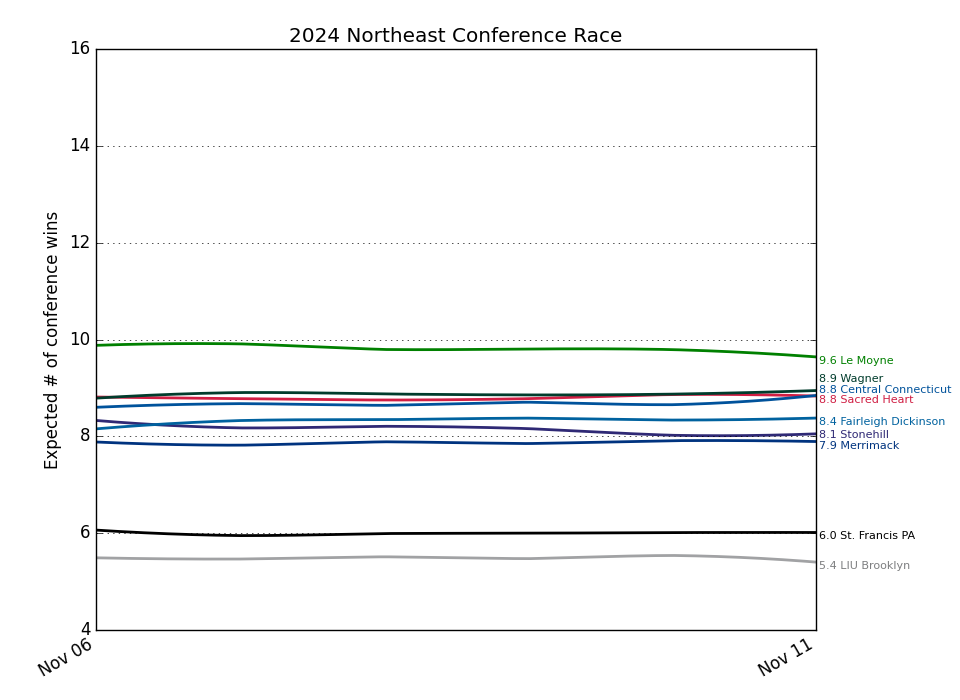 2024 Northeast Conference Race
Expected # of conference wins
16
14
12
10
8
6
4
Nov 06
Nov 11
9.6 Le Moyne
8.9 Wagner
8.8 Central Connecticut
8.8 Sacred Heart
8.4 Fairleigh Dickinson
8.1 Stonehill
7.9 Merrimack
6.0 St. Francis PA
5.4 LIU Brooklyn